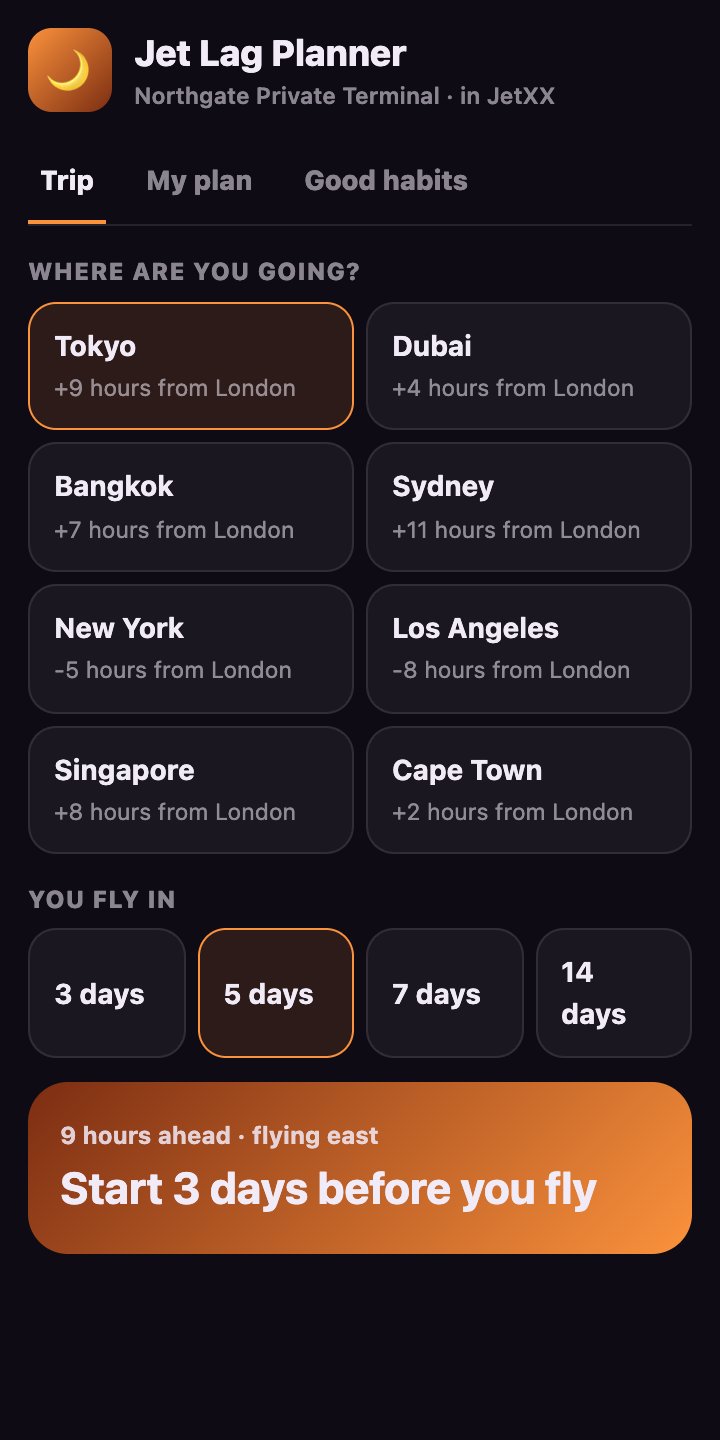 Jet Lag Planner
Northgate Private Terminal · in JetXX
Trip
My plan
Good habits
WHERE ARE YOU GOING?
Tokyo
+9 hours from London
Dubai
+4 hours from London
Bangkok
+7 hours from London
Sydney
+11 hours from London
New York
-5 hours from London
Los Angeles
-8 hours from London
Singapore
+8 hours from London
Cape Town
+2 hours from London
YOU FLY IN
3 days
5 days
7 days
14
days
9 hours ahead · flying east
Start 3 days before you fly